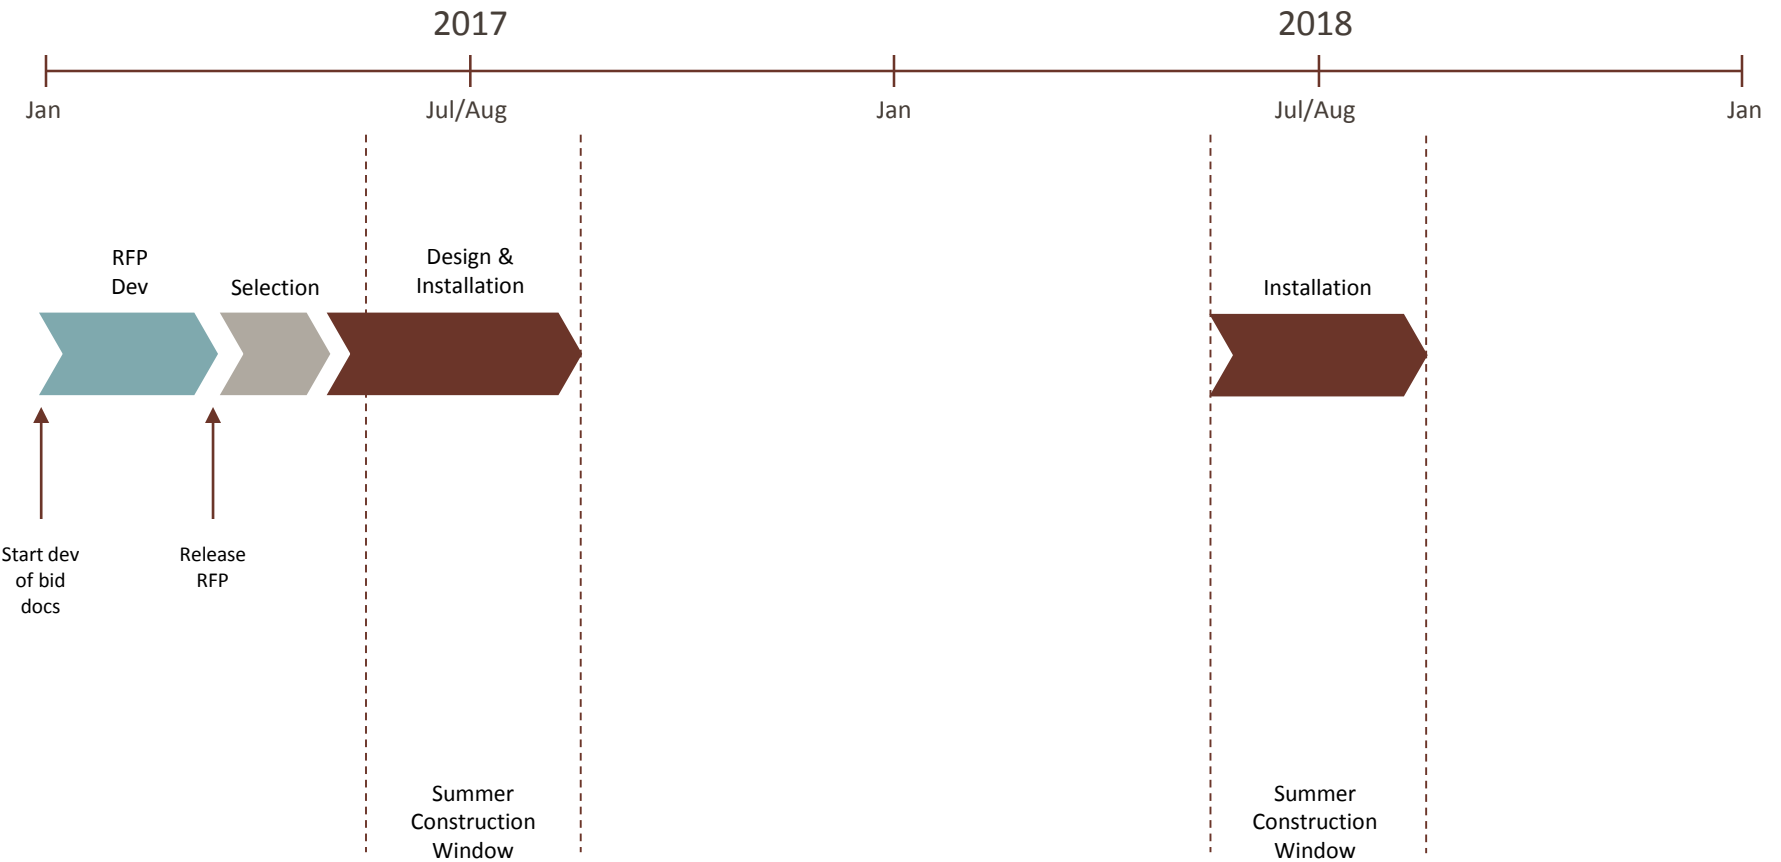 2017
2018
Jan
Jul/Aug
Jan
Jul/Aug
Jan
RFP
Dev
Selection
Design &
Installation
Installation
Start dev
of bid
docs
Release
RFP
Summer
Construction
Window
Summer
Construction
Window